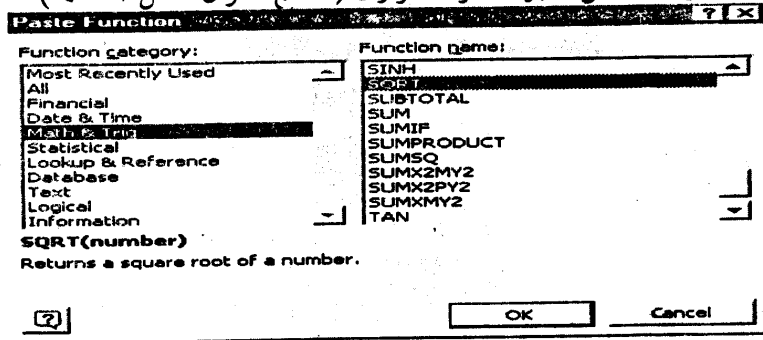 Paste Function ? X
Function category:
Most Recently Used
All
Financial
Date & Time
Math & Trig
Statistical
Lookup & Reference
Database
Text
Logical
Information
Function name:
SINH
SQRT
SUBTOTAL
SUM
SUMIF
SUMPRODUCT
SUMSQ
SUMX2MY2
SUMX2PY2
SUMXMY2
TAN
SQRT(number)
Returns a square root of a number.
OK Cancel